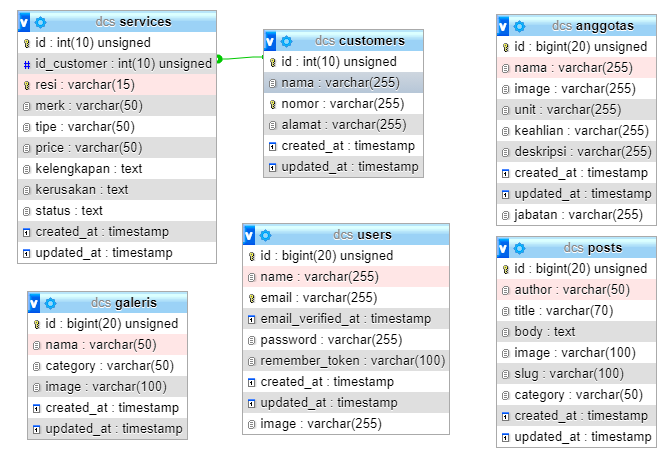 dcs services
id : int(10) unsigned
id_customer : int(10) unsigned
resi : varchar(15)
merk : varchar(50)
tipe : varchar(50)
price : varchar(50)
kelengkapan : text
kerusakan : text
status : text
created_at : timestamp
updated_at : timestamp
dcs customers
id : int(10) unsigned
nama : varchar(255)
nomor : varchar(255)
alamat : varchar(255)
created_at : timestamp
updated_at : timestamp
dcs anggotas
id : bigint(20) unsigned
nama : varchar(255)
image : varchar(255)
unit : varchar(255)
keahlian : varchar(255)
deskripsi : varchar(255)
created_at : timestamp
updated_at : timestamp
jabatan : varchar(255)
dcs galeris
id : bigint(20) unsigned
nama : varchar(50)
category : varchar(50)
image : varchar(100)
created_at : timestamp
updated_at : timestamp
dcs users
id : bigint(20) unsigned
name : varchar(255)
email : varchar(255)
email_verified_at : timestamp
password : varchar(255)
remember_token : varchar(100)
created_at : timestamp
updated_at : timestamp
image : varchar(255)
dcs posts
id : bigint(20) unsigned
author : varchar(50)
title : varchar(70)
body : text
image : varchar(100)
slug : varchar(100)
category : varchar(50)
created_at : timestamp
updated_at : timestamp